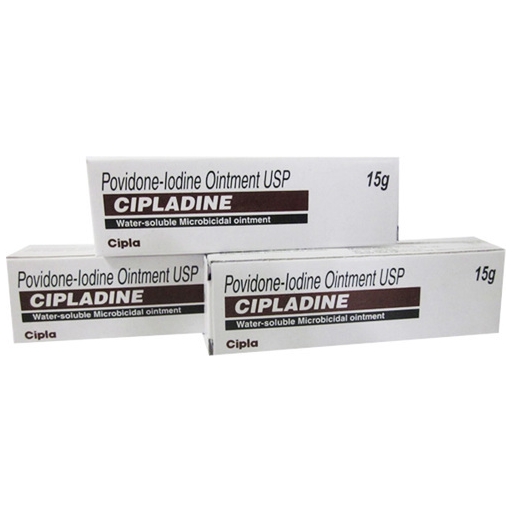 Povidone-Iodine Ointment USP 15g
CIPLADINE
Water-soluble Microbicidal ointment
Cipla
Povidone-Iodine Ointment USP
CIPLADINE
Water-soluble Microbicidal ointment
Cipla
Povidone-Iodine Ointment USP 15g
CIPLADINE
Water-soluble Microbicidal ointment
Cipla